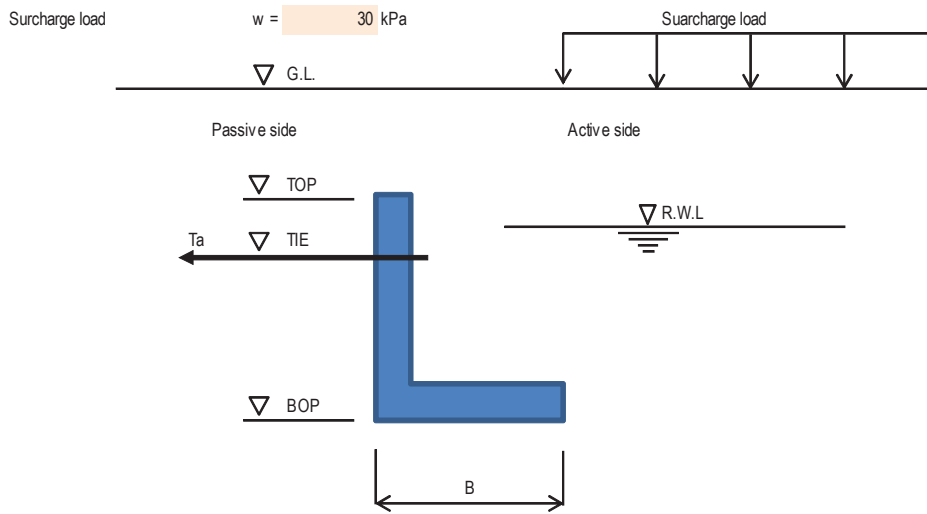 Surcharge load w = 30 kPa Suarcharge load
G.L.
Passive side Active side
TOP
R.W.L
Ta TIE
BOP
B